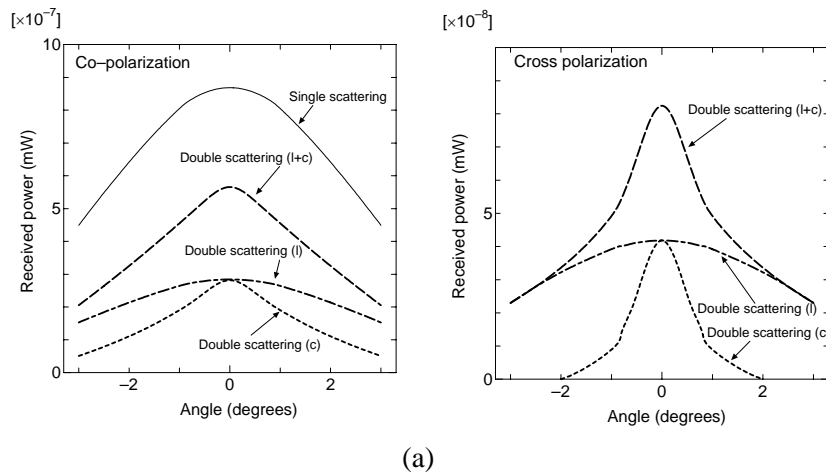 [×10⁻⁷]
10
Co–polarization
Single scattering
Double scattering (l+c)
5
Double scattering (l)
Double scattering (c)
0
−2
0
2
Received power (mW)
Angle (degrees)
[×10⁻⁸]
Cross polarization
Double scattering (l+c)
5
Double scattering (l)
Double scattering (c
0
−2
0
2
Received power (mW)
Angle (degrees)
(a)